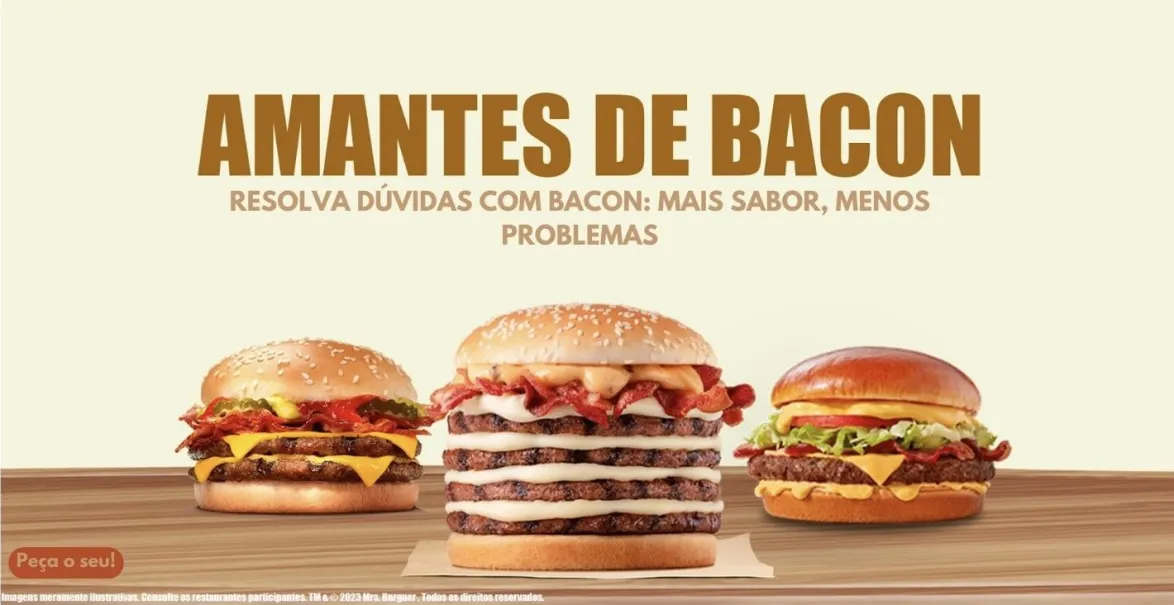 AMANTES DE BACON
RESOLVA DÚVIDAS COM BACON: MAIS SABOR, MENOS
PROBLEMAS
Peça o seu!
Imagens meramente ilustrativas. Consulte os restaurantes participantes. TM & © 2023 Mrs. Burguer. Todos os direitos reservados.